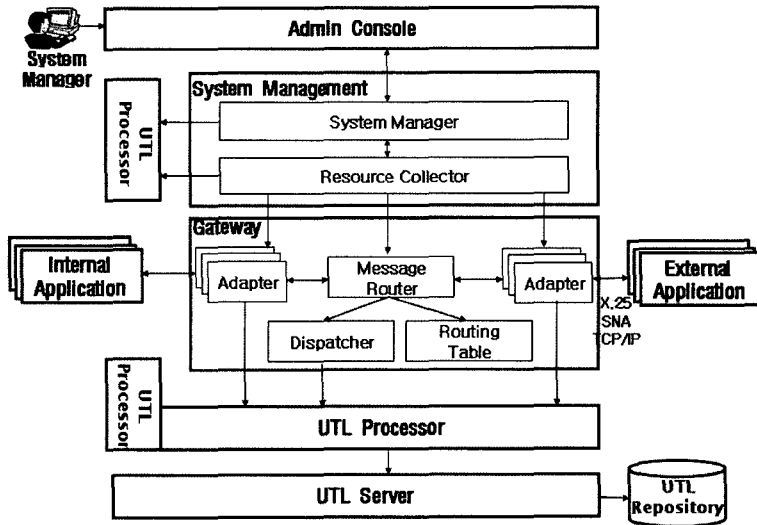 Admin Console
System
Manager
System Management
UTL
Processor
System Manager
Resource Collector
Gateway
Internal
Application
Adapter
Message
Router
Adapter
External
Application
X.25
SNA
TCP/IP
Dispatcher
Routing
Table
UTL
Processor
UTL Processor
UTL Server
UTL
Repository